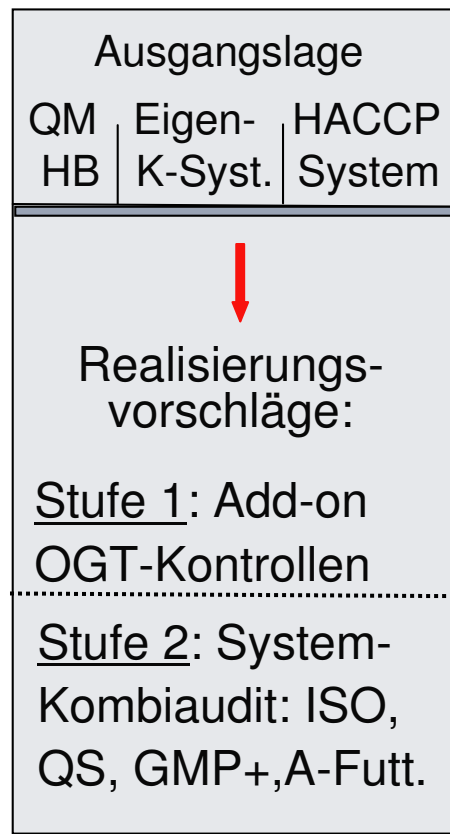 Ausgangslage
QM Eigen- HACCP
HB K-Syst. System
Realisierungs-
vorschläge:
Stufe 1: Add-on
OGT-Kontrollen
Stufe 2: System-
Kombiaudit: ISO,
QS, GMP+,A-Futt.